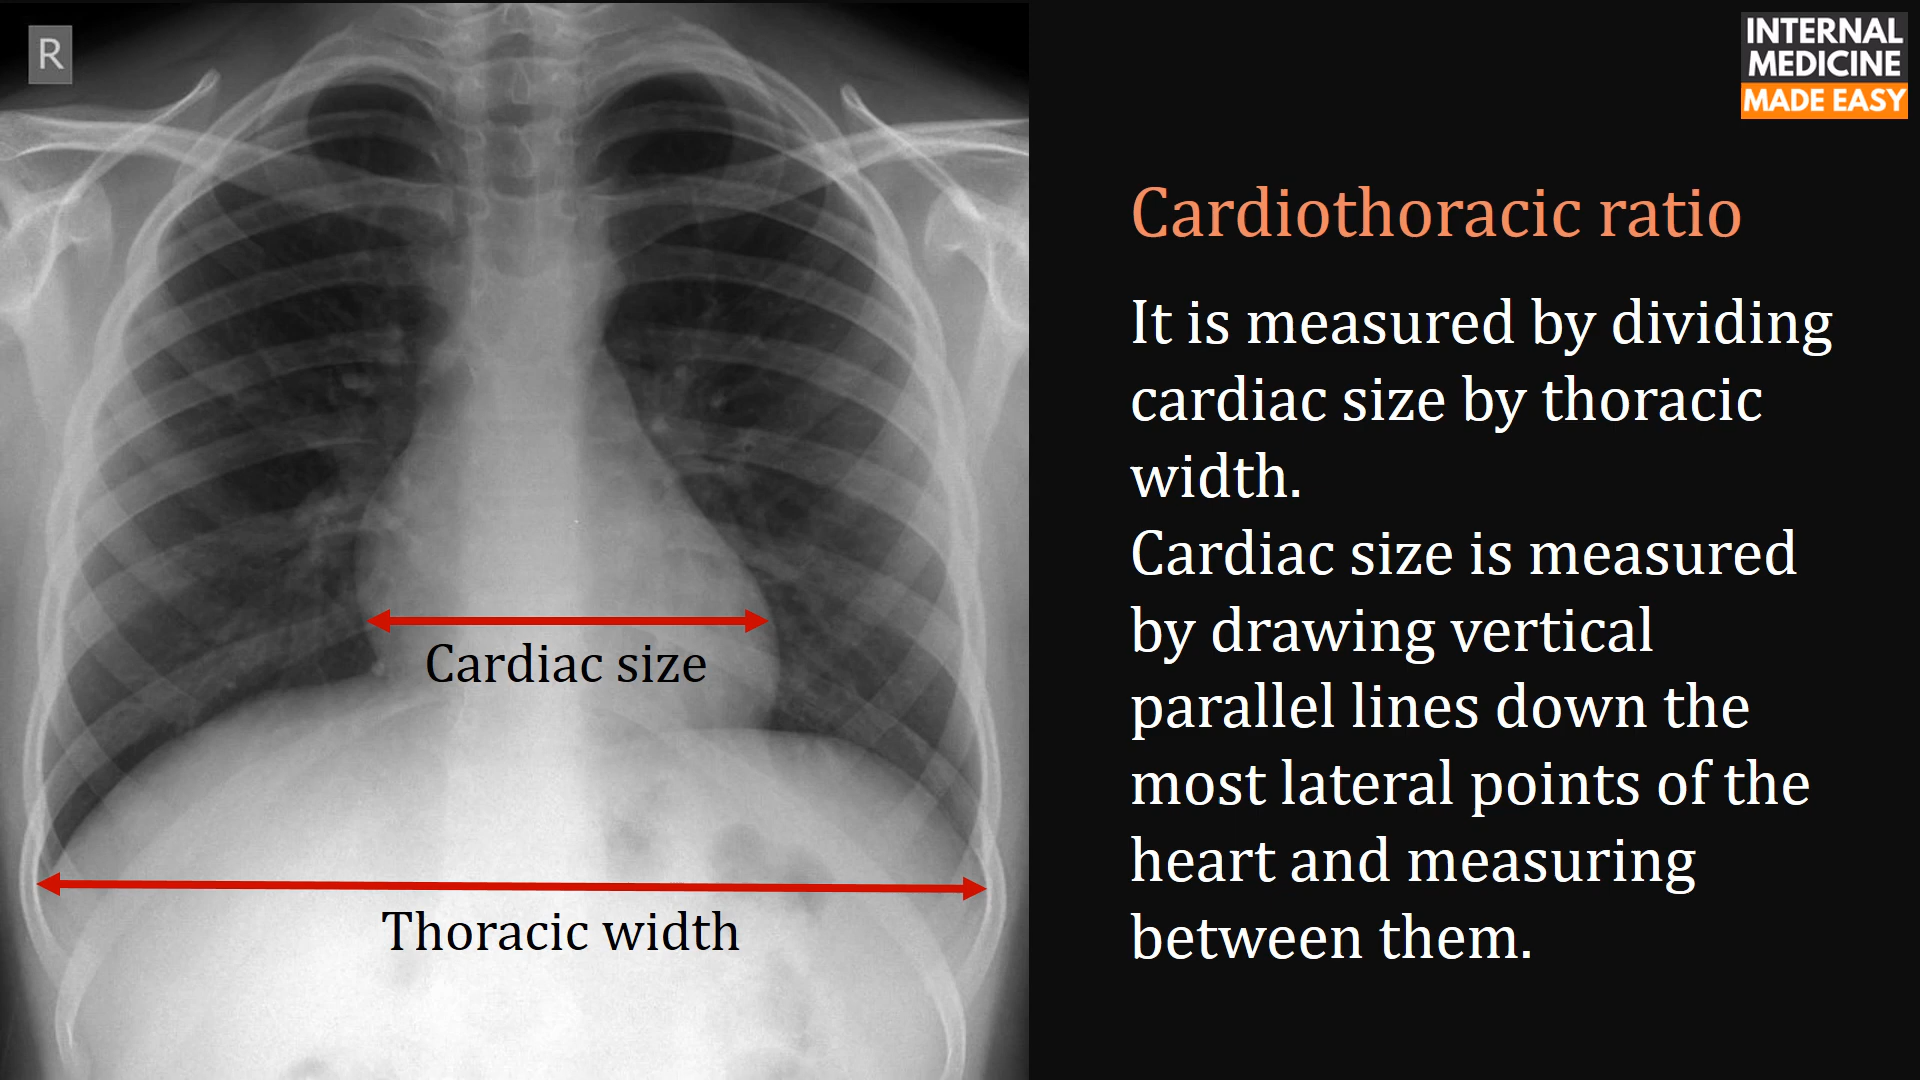 R
INTERNAL
MEDICINE
MADE EASY
Cardiothoracic ratio
It is measured by dividing
cardiac size by thoracic
width.
Cardiac size is measured
by drawing vertical
parallel lines down the
most lateral points of the
heart and measuring
between them.
Cardiac size
Thoracic width